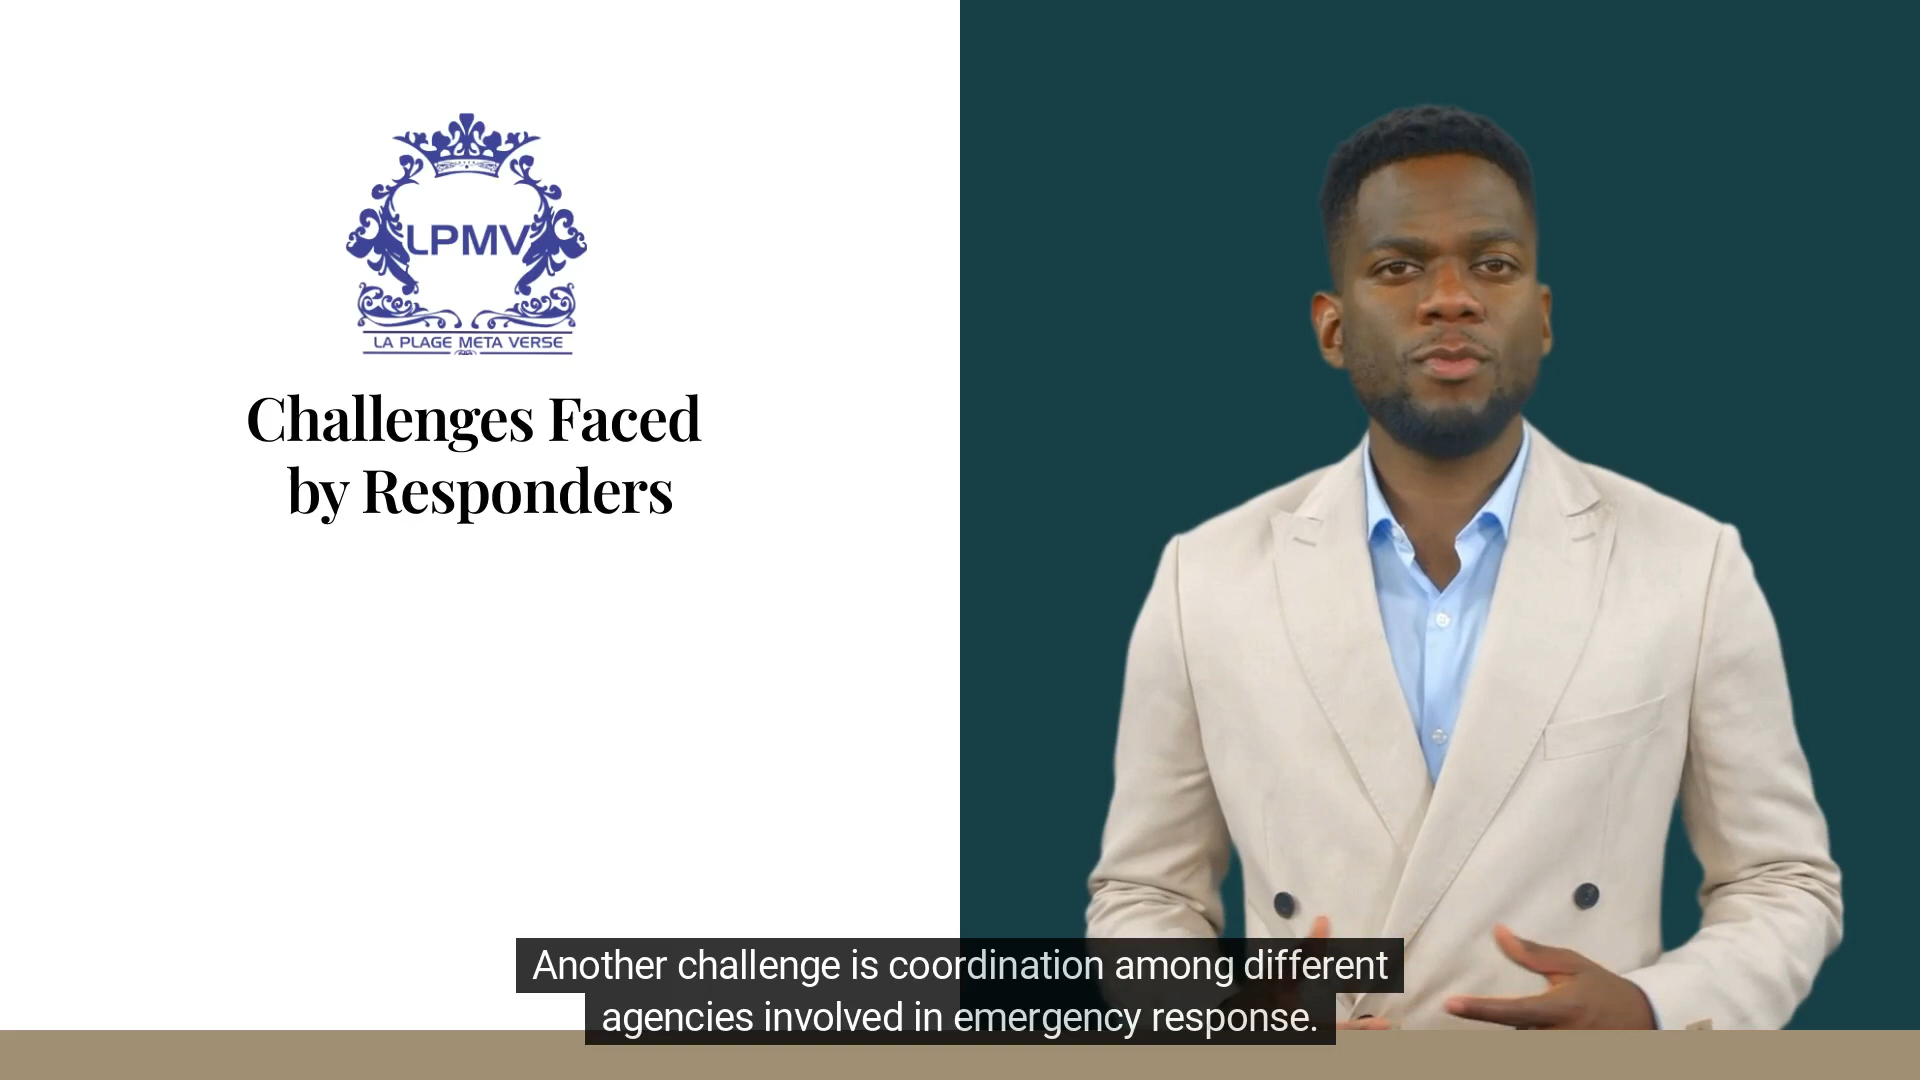 LPMV
LA PLAGE META VERSE
Challenges Faced
by Responders
Another challenge is coordination among different
agencies involved in emergency response.